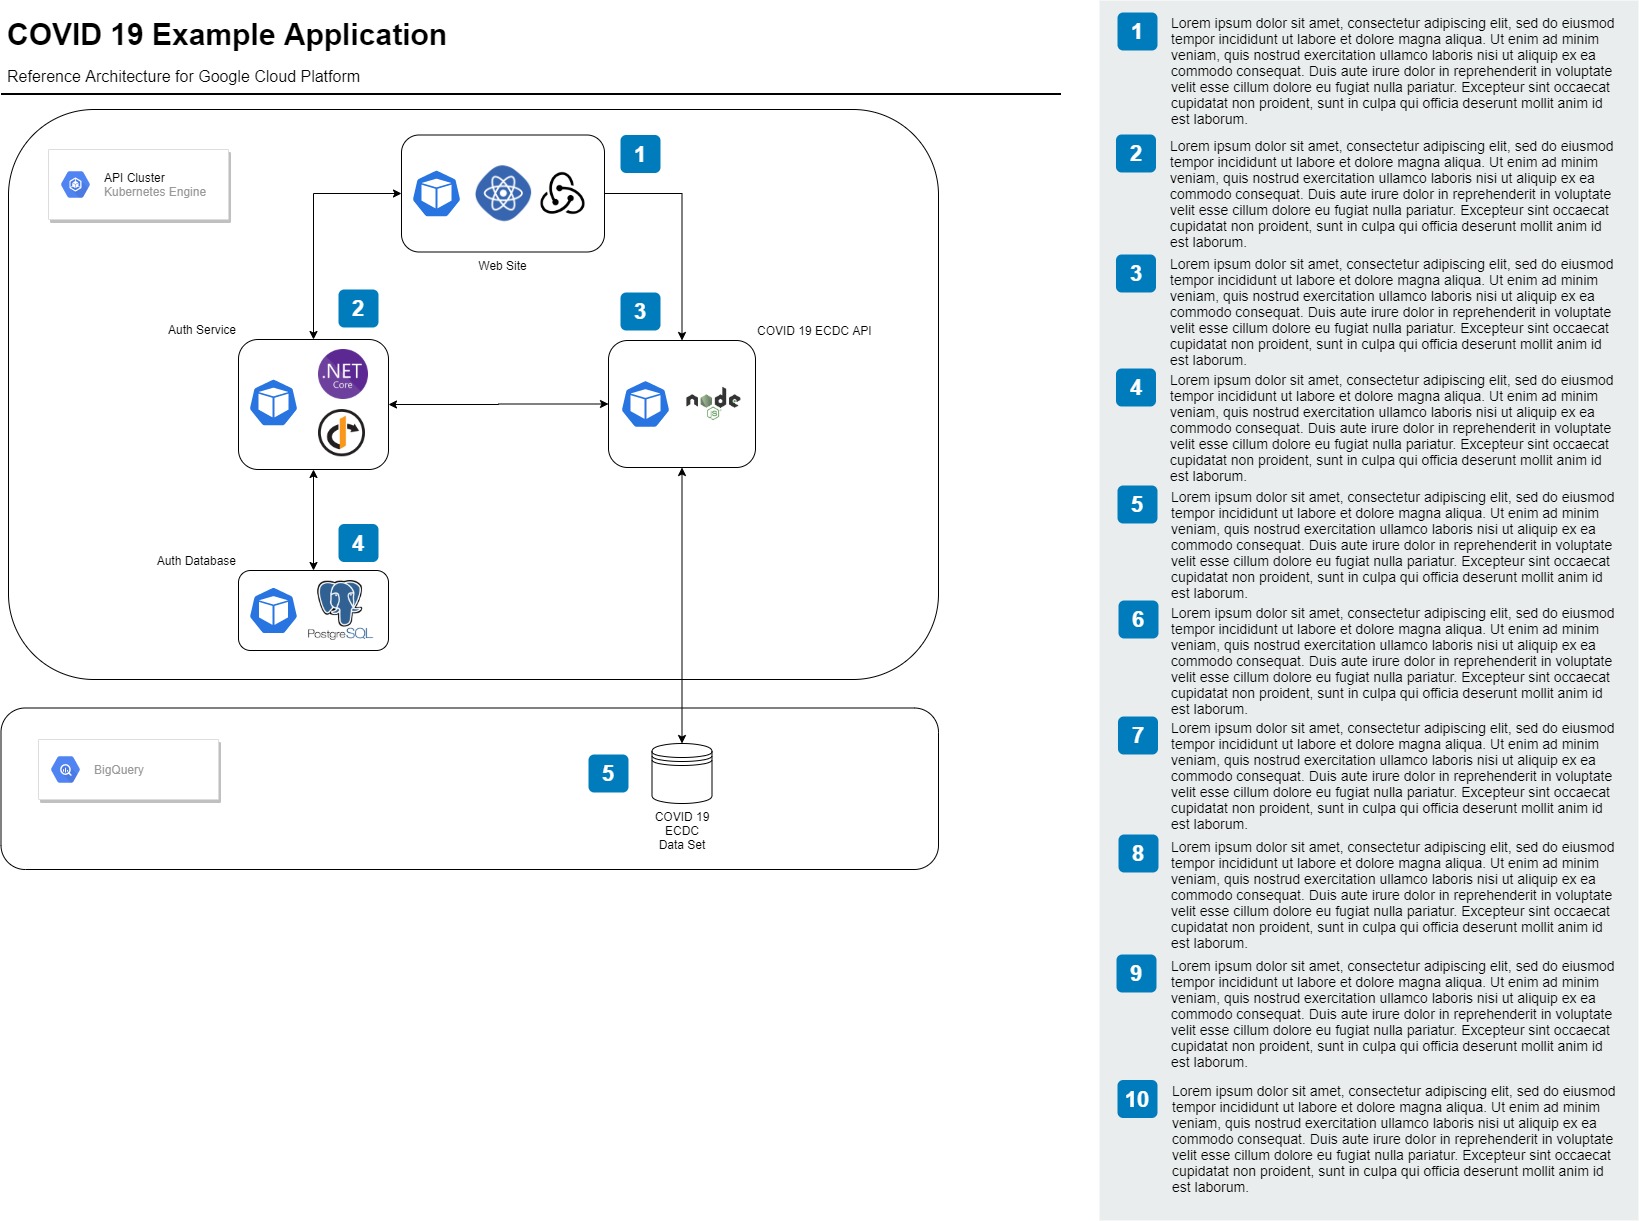 COVID 19 Example Application
Reference Architecture for Google Cloud Platform
API Cluster
Kubernetes Engine
1
Web Site
2
Auth Service
.NET
Core
3
COVID 19 ECDC API
node
JS
4
Auth Database
PostgreSQL
BigQuery
5
COVID 19
ECDC
Data Set
1
Lorem ipsum dolor sit amet, consectetur adipiscing elit, sed do eiusmod
tempor incididunt ut labore et dolore magna aliqua. Ut enim ad minim
veniam, quis nostrud exercitation ullamco laboris nisi ut aliquip ex ea
commodo consequat. Duis aute irure dolor in reprehenderit in voluptate
velit esse cillum dolore eu fugiat nulla pariatur. Excepteur sint occaecat
cupidatat non proident, sunt in culpa qui officia deserunt mollit anim id
est laborum.
2
Lorem ipsum dolor sit amet, consectetur adipiscing elit, sed do eiusmod
tempor incididunt ut labore et dolore magna aliqua. Ut enim ad minim
veniam, quis nostrud exercitation ullamco laboris nisi ut aliquip ex ea
commodo consequat. Duis aute irure dolor in reprehenderit in voluptate
velit esse cillum dolore eu fugiat nulla pariatur. Excepteur sint occaecat
cupidatat non proident, sunt in culpa qui officia deserunt mollit anim id
est laborum.
3
Lorem ipsum dolor sit amet, consectetur adipiscing elit, sed do eiusmod
tempor incididunt ut labore et dolore magna aliqua. Ut enim ad minim
veniam, quis nostrud exercitation ullamco laboris nisi ut aliquip ex ea
commodo consequat. Duis aute irure dolor in reprehenderit in voluptate
velit esse cillum dolore eu fugiat nulla pariatur. Excepteur sint occaecat
cupidatat non proident, sunt in culpa qui officia deserunt mollit anim id
est laborum.
4
Lorem ipsum dolor sit amet, consectetur adipiscing elit, sed do eiusmod
tempor incididunt ut labore et dolore magna aliqua. Ut enim ad minim
veniam, quis nostrud exercitation ullamco laboris nisi ut aliquip ex ea
commodo consequat. Duis aute irure dolor in reprehenderit in voluptate
velit esse cillum dolore eu fugiat nulla pariatur. Excepteur sint occaecat
cupidatat non proident, sunt in culpa qui officia deserunt mollit anim id
est laborum.
5
Lorem ipsum dolor sit amet, consectetur adipiscing elit, sed do eiusmod
tempor incididunt ut labore et dolore magna aliqua. Ut enim ad minim
veniam, quis nostrud exercitation ullamco laboris nisi ut aliquip ex ea
commodo consequat. Duis aute irure dolor in reprehenderit in voluptate
velit esse cillum dolore eu fugiat nulla pariatur. Excepteur sint occaecat
cupidatat non proident, sunt in culpa qui officia deserunt mollit anim id
est laborum.
6
Lorem ipsum dolor sit amet, consectetur adipiscing elit, sed do eiusmod
tempor incididunt ut labore et dolore magna aliqua. Ut enim ad minim
veniam, quis nostrud exercitation ullamco laboris nisi ut aliquip ex ea
commodo consequat. Duis aute irure dolor in reprehenderit in voluptate
velit esse cillum dolore eu fugiat nulla pariatur. Excepteur sint occaecat
cupidatat non proident, sunt in culpa qui officia deserunt mollit anim id
est laborum.
7
Lorem ipsum dolor sit amet, consectetur adipiscing elit, sed do eiusmod
tempor incididunt ut labore et dolore magna aliqua. Ut enim ad minim
veniam, quis nostrud exercitation ullamco laboris nisi ut aliquip ex ea
commodo consequat. Duis aute irure dolor in reprehenderit in voluptate
velit esse cillum dolore eu fugiat nulla pariatur. Excepteur sint occaecat
cupidatat non proident, sunt in culpa qui officia deserunt mollit anim id
est laborum.
8
Lorem ipsum dolor sit amet, consectetur adipiscing elit, sed do eiusmod
tempor incididunt ut labore et dolore magna aliqua. Ut enim ad minim
veniam, quis nostrud exercitation ullamco laboris nisi ut aliquip ex ea
commodo consequat. Duis aute irure dolor in reprehenderit in voluptate
velit esse cillum dolore eu fugiat nulla pariatur. Excepteur sint occaecat
cupidatat non proident, sunt in culpa qui officia deserunt mollit anim id
est laborum.
9
Lorem ipsum dolor sit amet, consectetur adipiscing elit, sed do eiusmod
tempor incididunt ut labore et dolore magna aliqua. Ut enim ad minim
veniam, quis nostrud exercitation ullamco laboris nisi ut aliquip ex ea
commodo consequat. Duis aute irure dolor in reprehenderit in voluptate
velit esse cillum dolore eu fugiat nulla pariatur. Excepteur sint occaecat
cupidatat non proident, sunt in culpa qui officia deserunt mollit anim id
est laborum.
10
Lorem ipsum dolor sit amet, consectetur adipiscing elit, sed do eiusmod
tempor incididunt ut labore et dolore magna aliqua. Ut enim ad minim
veniam, quis nostrud exercitation ullamco laboris nisi ut aliquip ex ea
commodo consequat. Duis aute irure dolor in reprehenderit in voluptate
velit esse cillum dolore eu fugiat nulla pariatur. Excepteur sint occaecat
cupidatat non proident, sunt in culpa qui officia deserunt mollit anim id
est laborum.